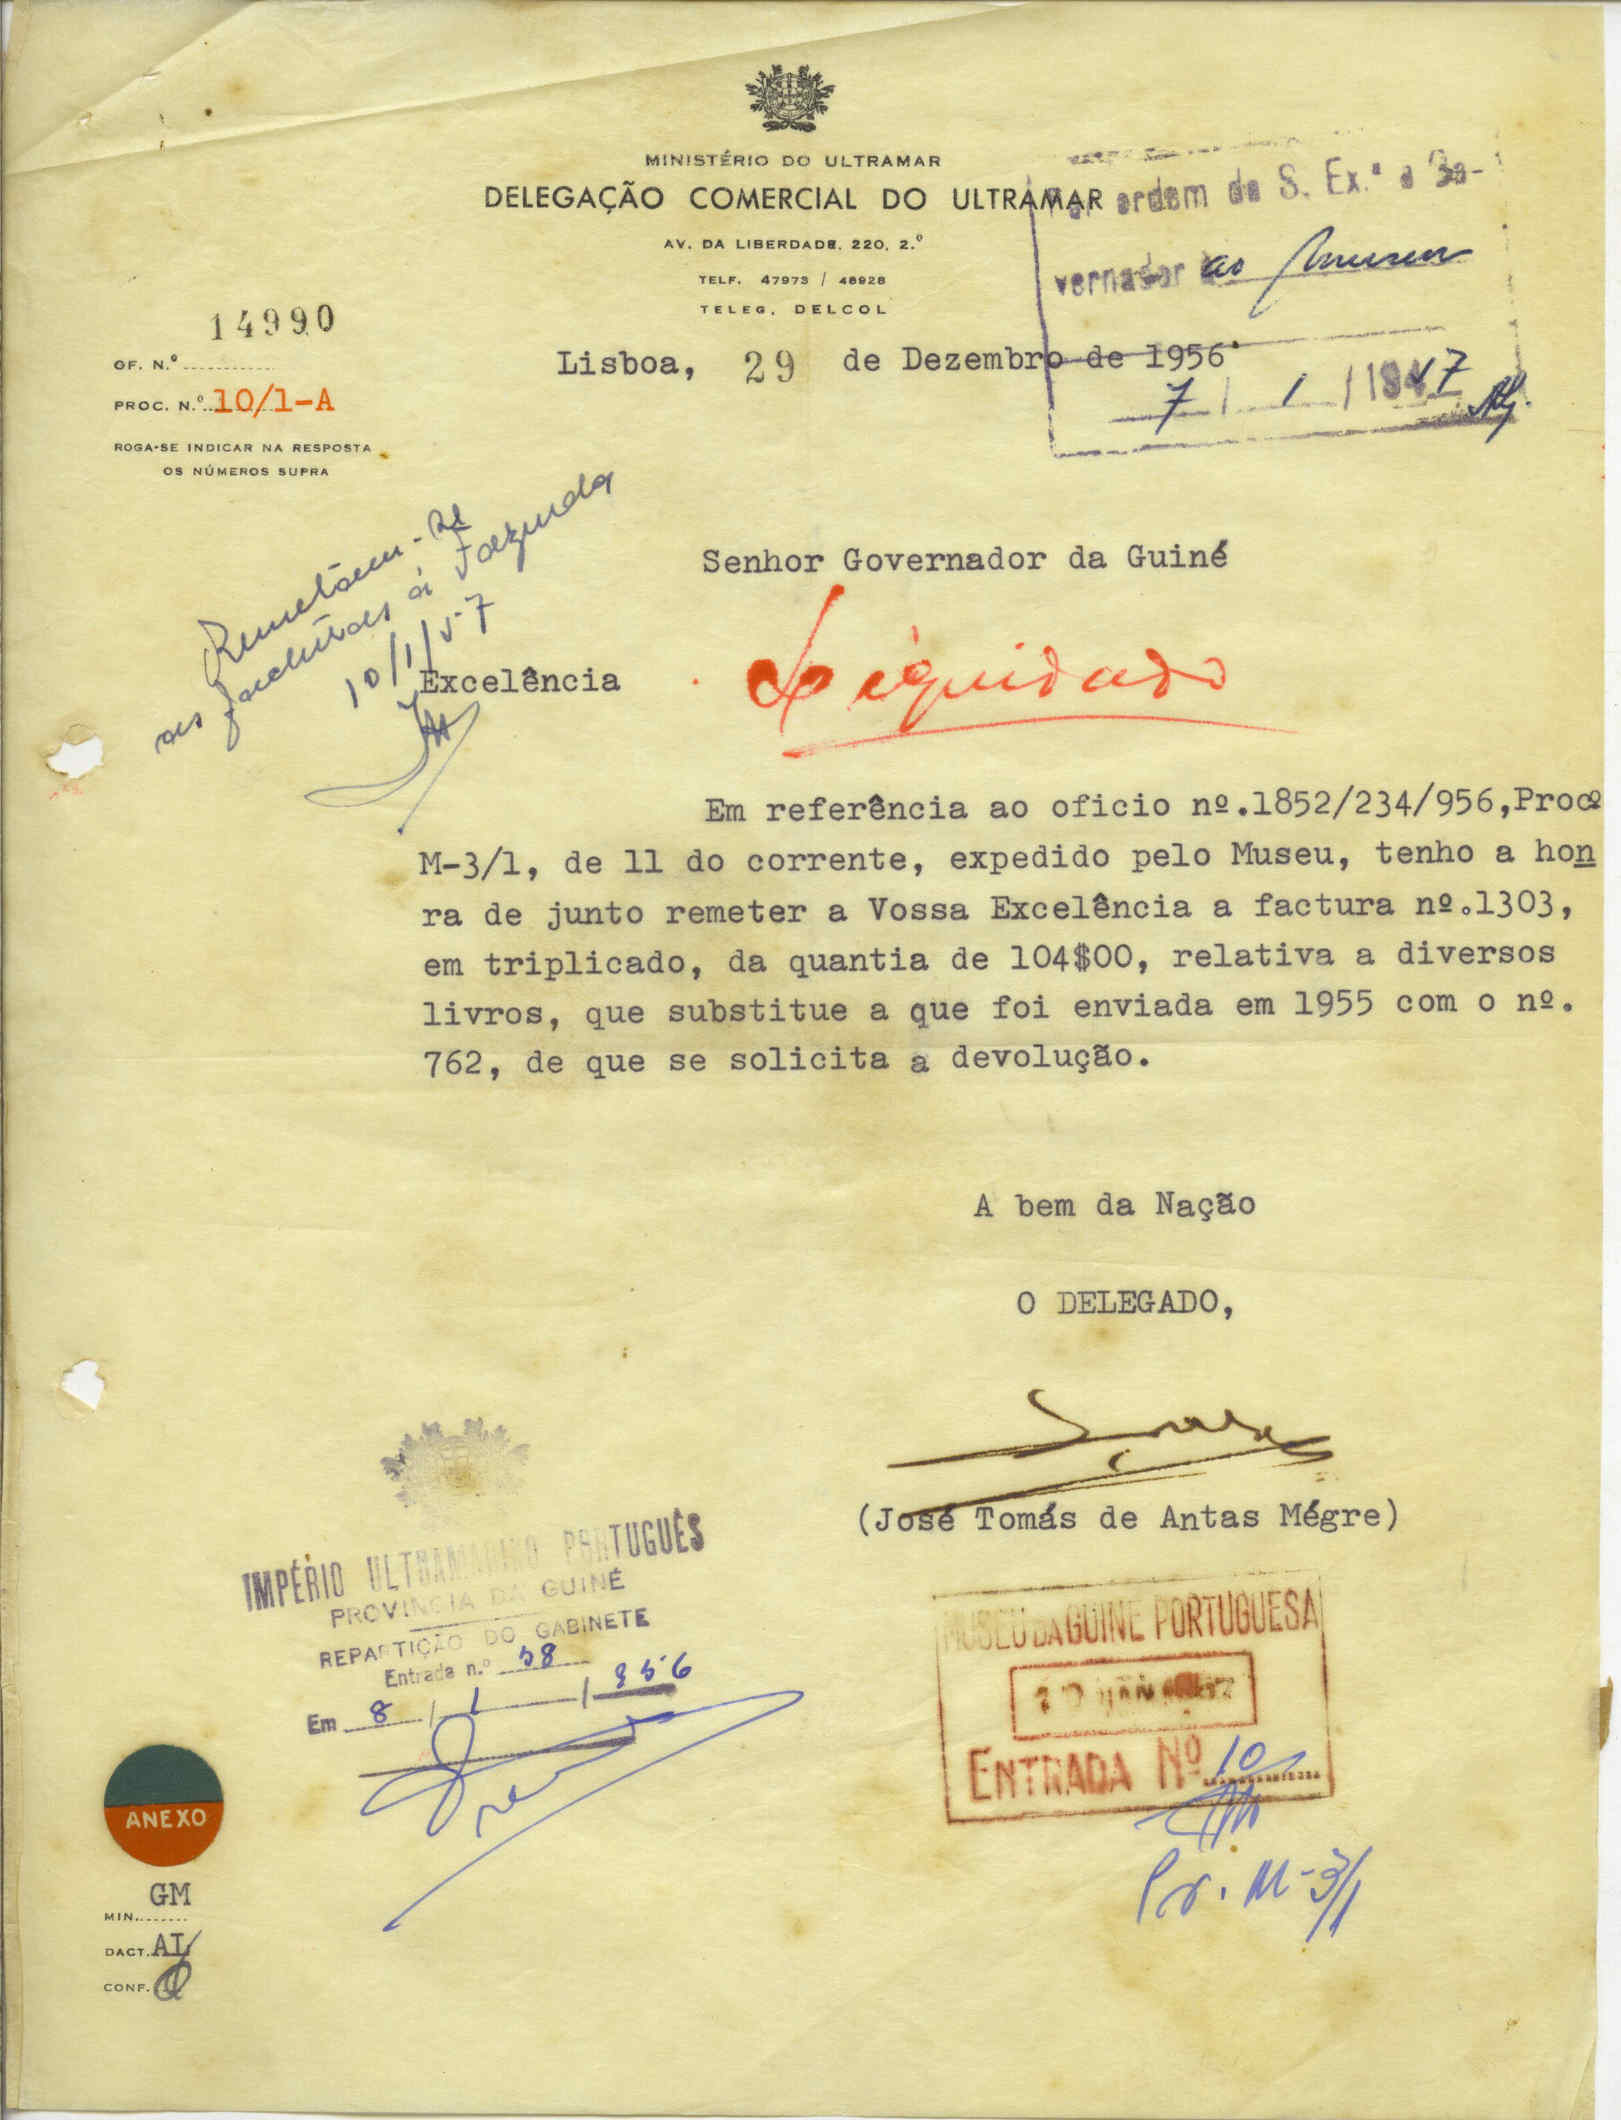 MINISTÉRIO DO ULTRAMAR
DELEGAÇÃO COMERCIAL DO ULTRAMAR
AV. DA LIBERDADE, 220, 2.º
TELF. 47973 / 48928
TELEG. DELCOL
Por ordem de S. Ex.ª o Go-
vernador ao Museu
7 / 1 / 1957
14990
OF. N.º
PROC. N.º 10/1-A
ROGA-SE INDICAR NA RESPOSTA
OS NÚMEROS SUPRA
Lisboa, 29 de Dezembro de 1956
Remetam-se
as facturas à Fazenda
10/1/57
Senhor Governador da Guiné
Excelência
Liquidado
Em referência ao oficio nº.1852/234/956,Procº
M-3/1, de 11 do corrente, expedido pelo Museu, tenho a hon
ra de junto remeter a Vossa Excelência a factura nº.1303,
em triplicado, da quantia de 104$00, relativa a diversos
livros, que substitue a que foi enviada em 1955 com o nº.
762, de que se solicita a devolução.
A bem da Nação
O DELEGADO,
(José Tomás de Antas Mégre)
IMPÉRIO ULTRAMARINO PORTUGUÊS
PROVINCIA DA GUINÉ
REPARTIÇÃO DO GABINETE
Entrada n.º 58
Em 8 / 1 / 956
MUSEU DA GUINE PORTUGUESA
ENTRADA Nº 10
Pr. M-3/1
ANEXO
MIN. GM
DACT. AL
CONF.